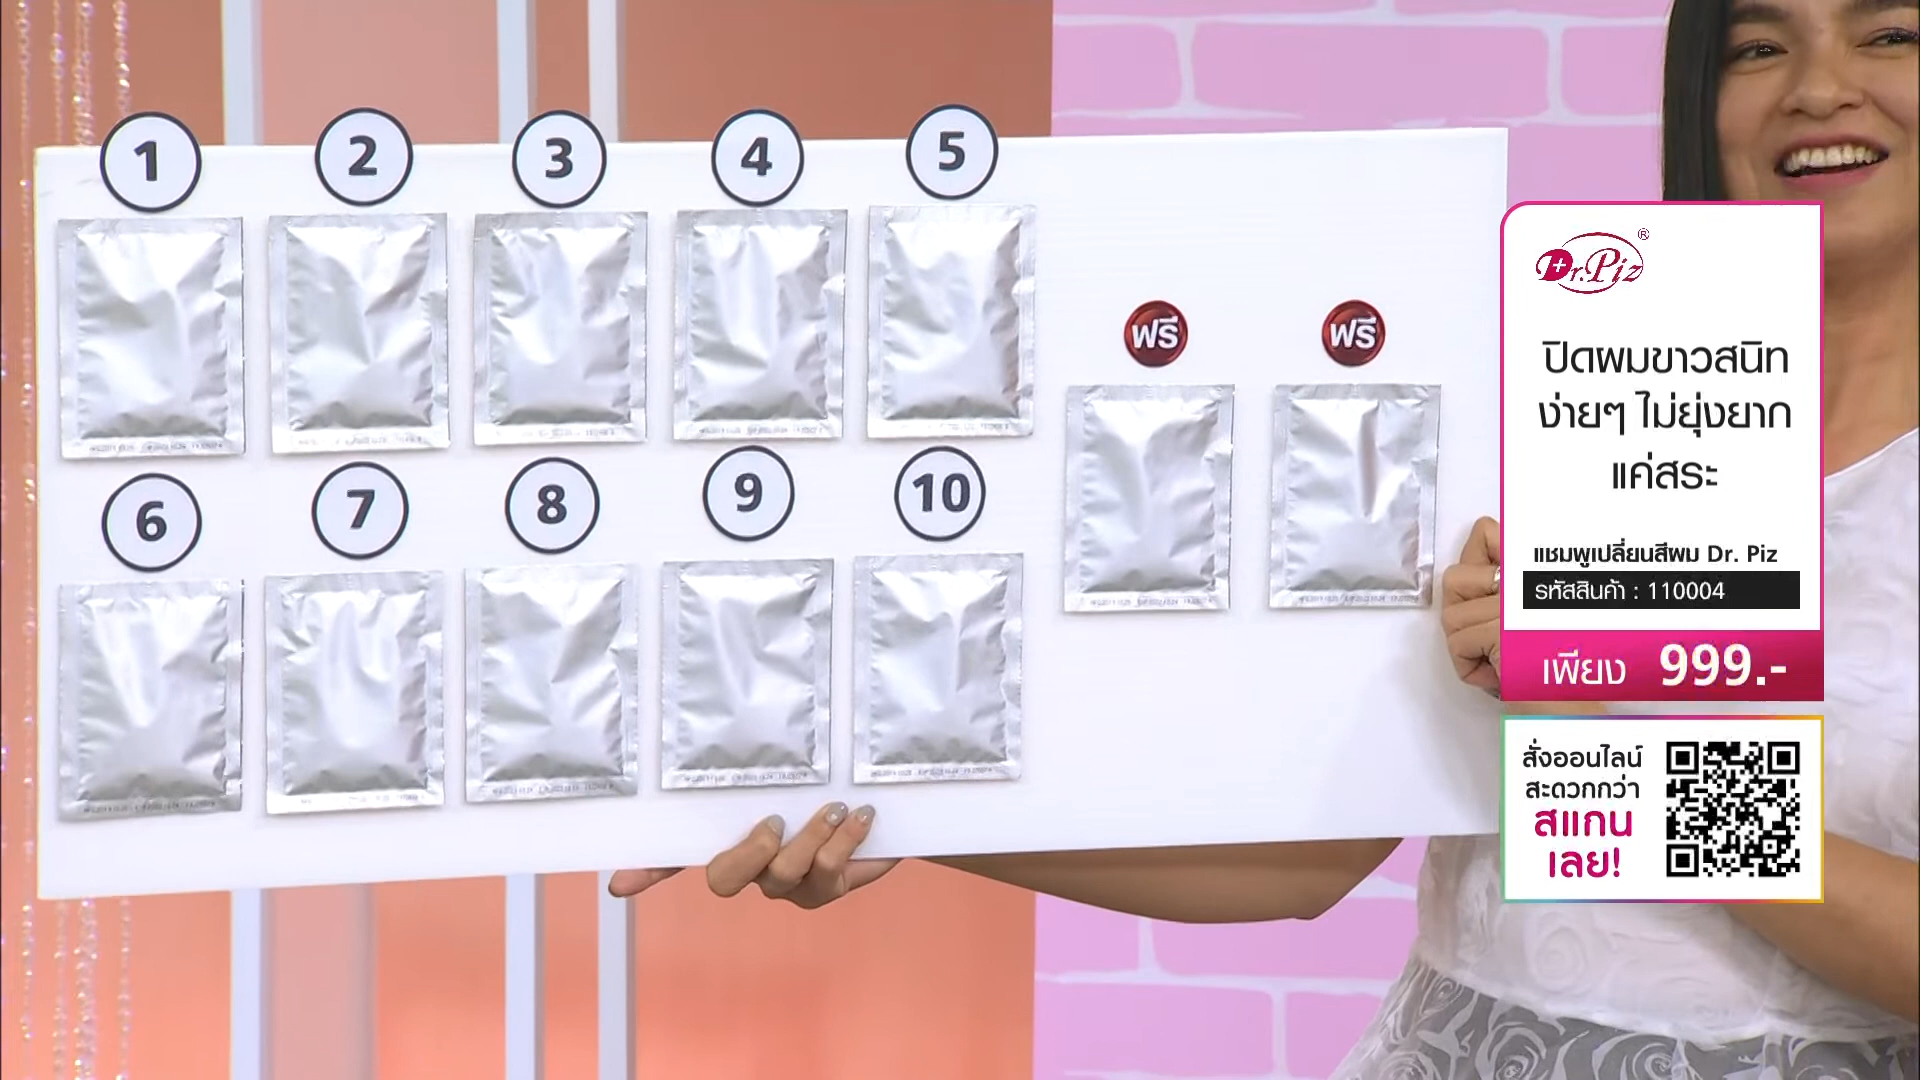 1
2
3
4
5
6
7
8
9
10
ฟรี
ฟรี
Dr.Piz®
ปิดผมขาวสนิท
ง่ายๆ ไม่ยุ่งยาก
แค่สระ
แชมพูเปลี่ยนสีผม Dr. Piz
รหัสสินค้า : 110004
เพียง 999.-
สั่งออนไลน์
สะดวกกว่า
สแกน
เลย!